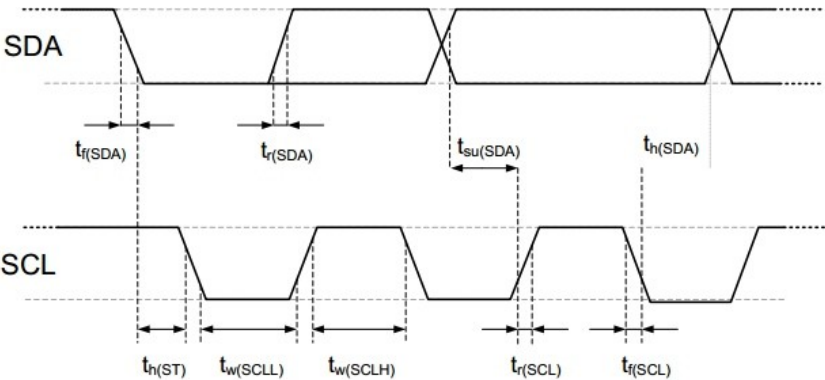 SDA
tf(SDA)
tr(SDA)
tsu(SDA)
th(SDA)
SCL
th(ST)
tw(SCLL)
tw(SCLH)
tr(SCL)
tf(SCL)